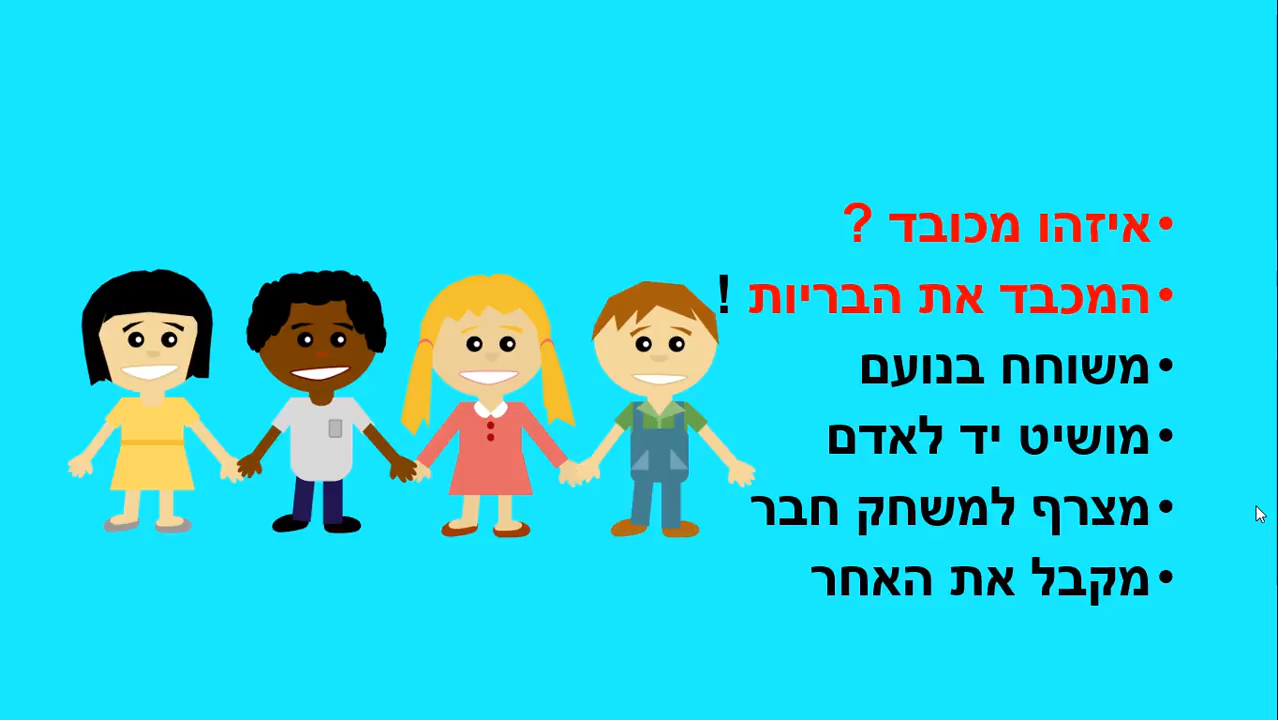 •איזהו מכובד ?
•המכבד את הבריות !
•משוחח בנועם
•מושיט יד לאדם
•מצרף למשחק חבר
•מקבל את האחר